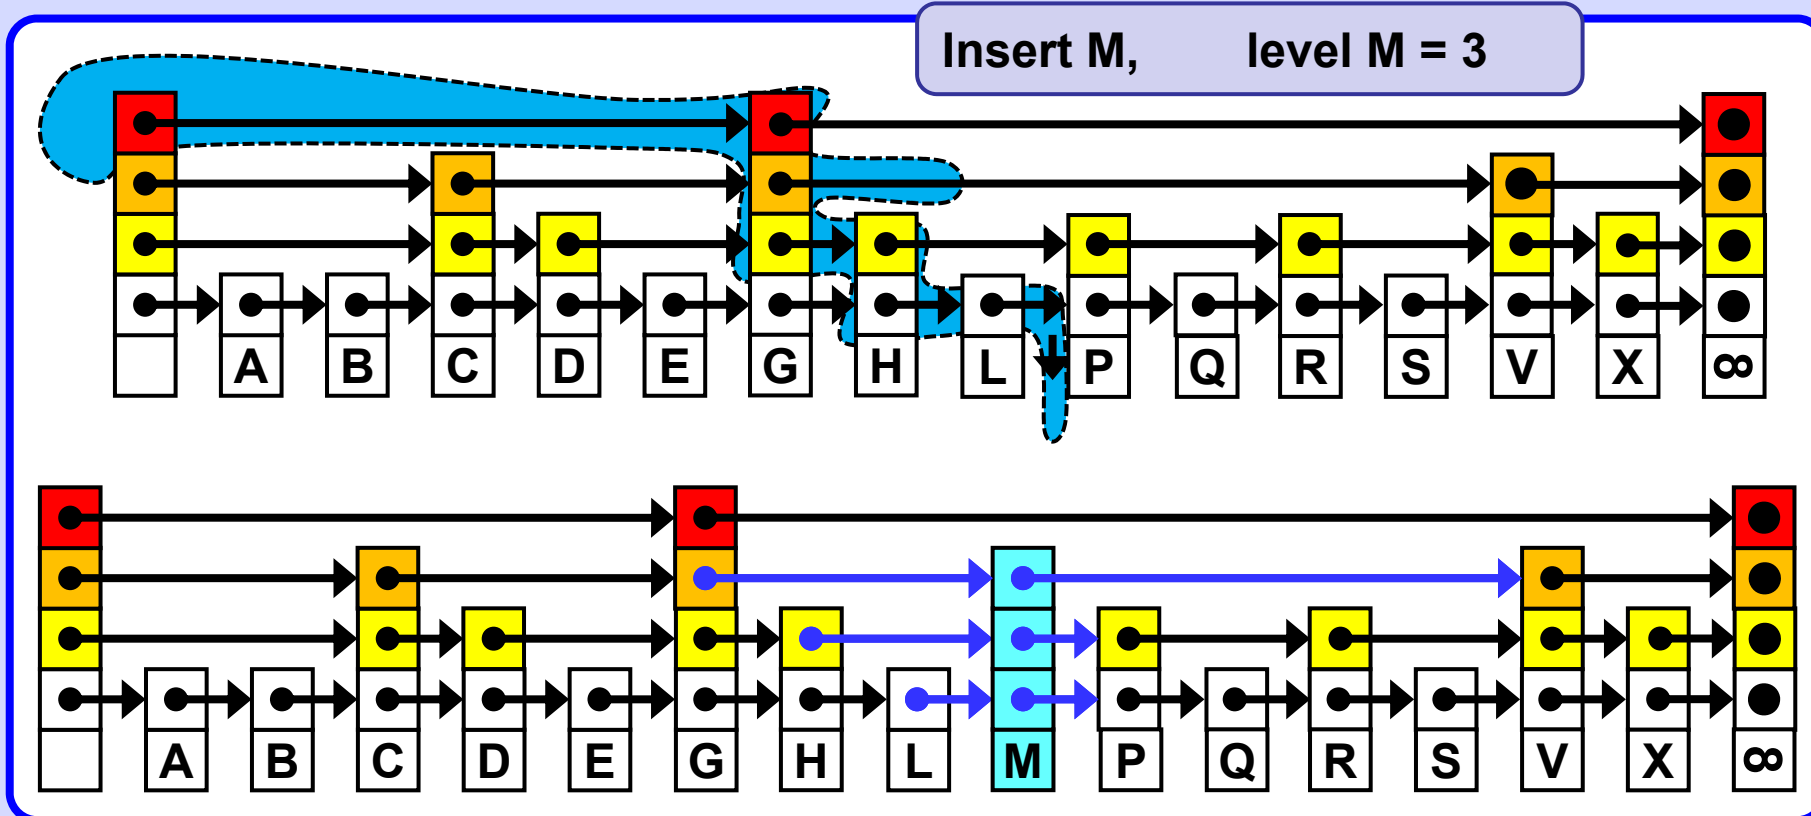 Insert M, level M = 3
A B C D E G H L P Q R S V X ∞
A B C D E G H L M P Q R S V X ∞